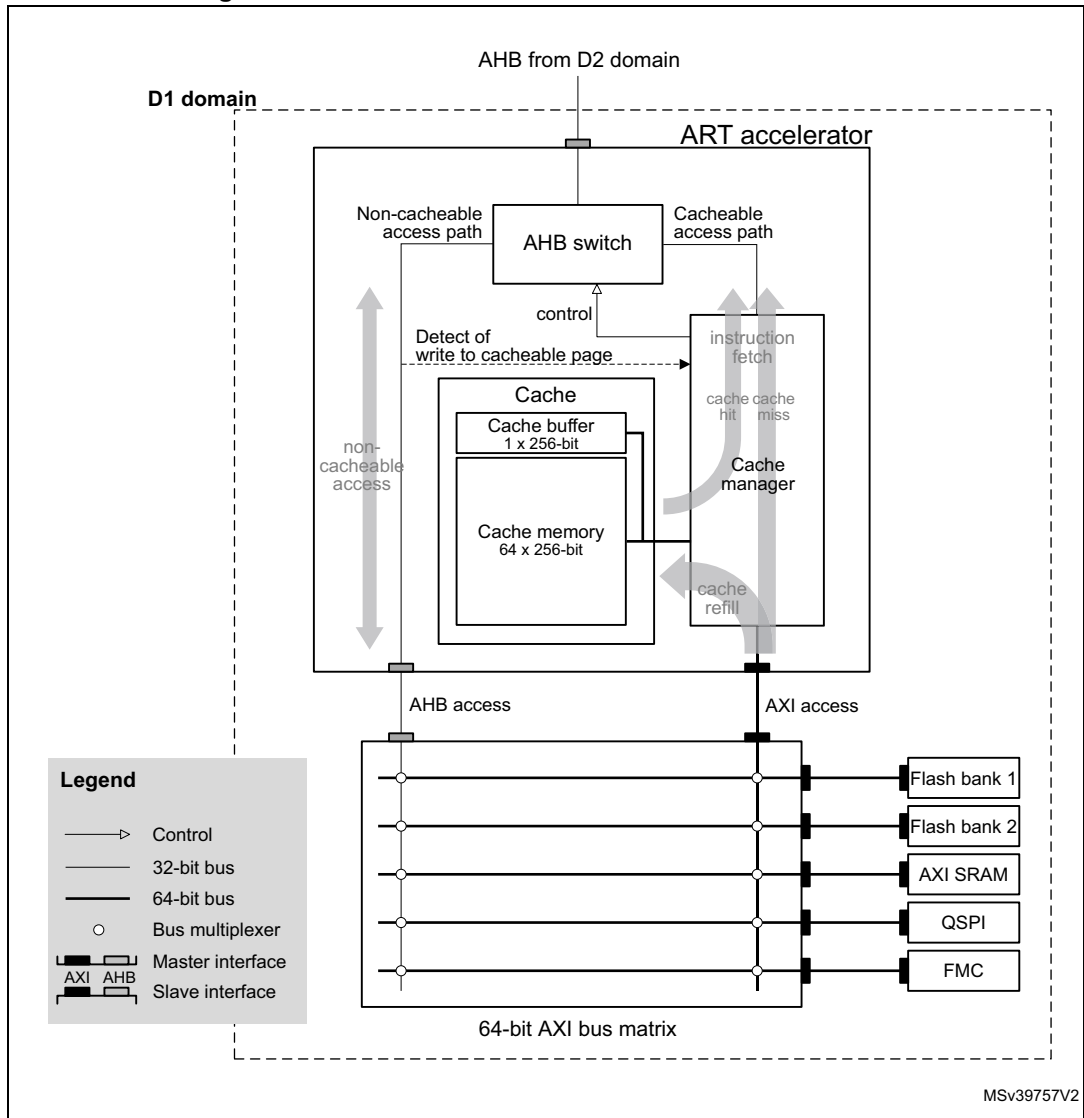 AHB from D2 domain
D1 domain
ART accelerator
Non-cacheable
access path
AHB switch
Cacheable
access path
control
Detect of
write to cacheable page
instruction
fetch
cache
hit
cache
miss
Cache
Cache buffer
1 x 256-bit
non-
cacheable
access
Cache
manager
Cache memory
64 x 256-bit
cache
refill
AHB access
AXI access
Legend
Control
32-bit bus
64-bit bus
Bus multiplexer
Master interface
AXI AHB
Slave interface
Flash bank 1
Flash bank 2
AXI SRAM
QSPI
FMC
64-bit AXI bus matrix
MSv39757V2